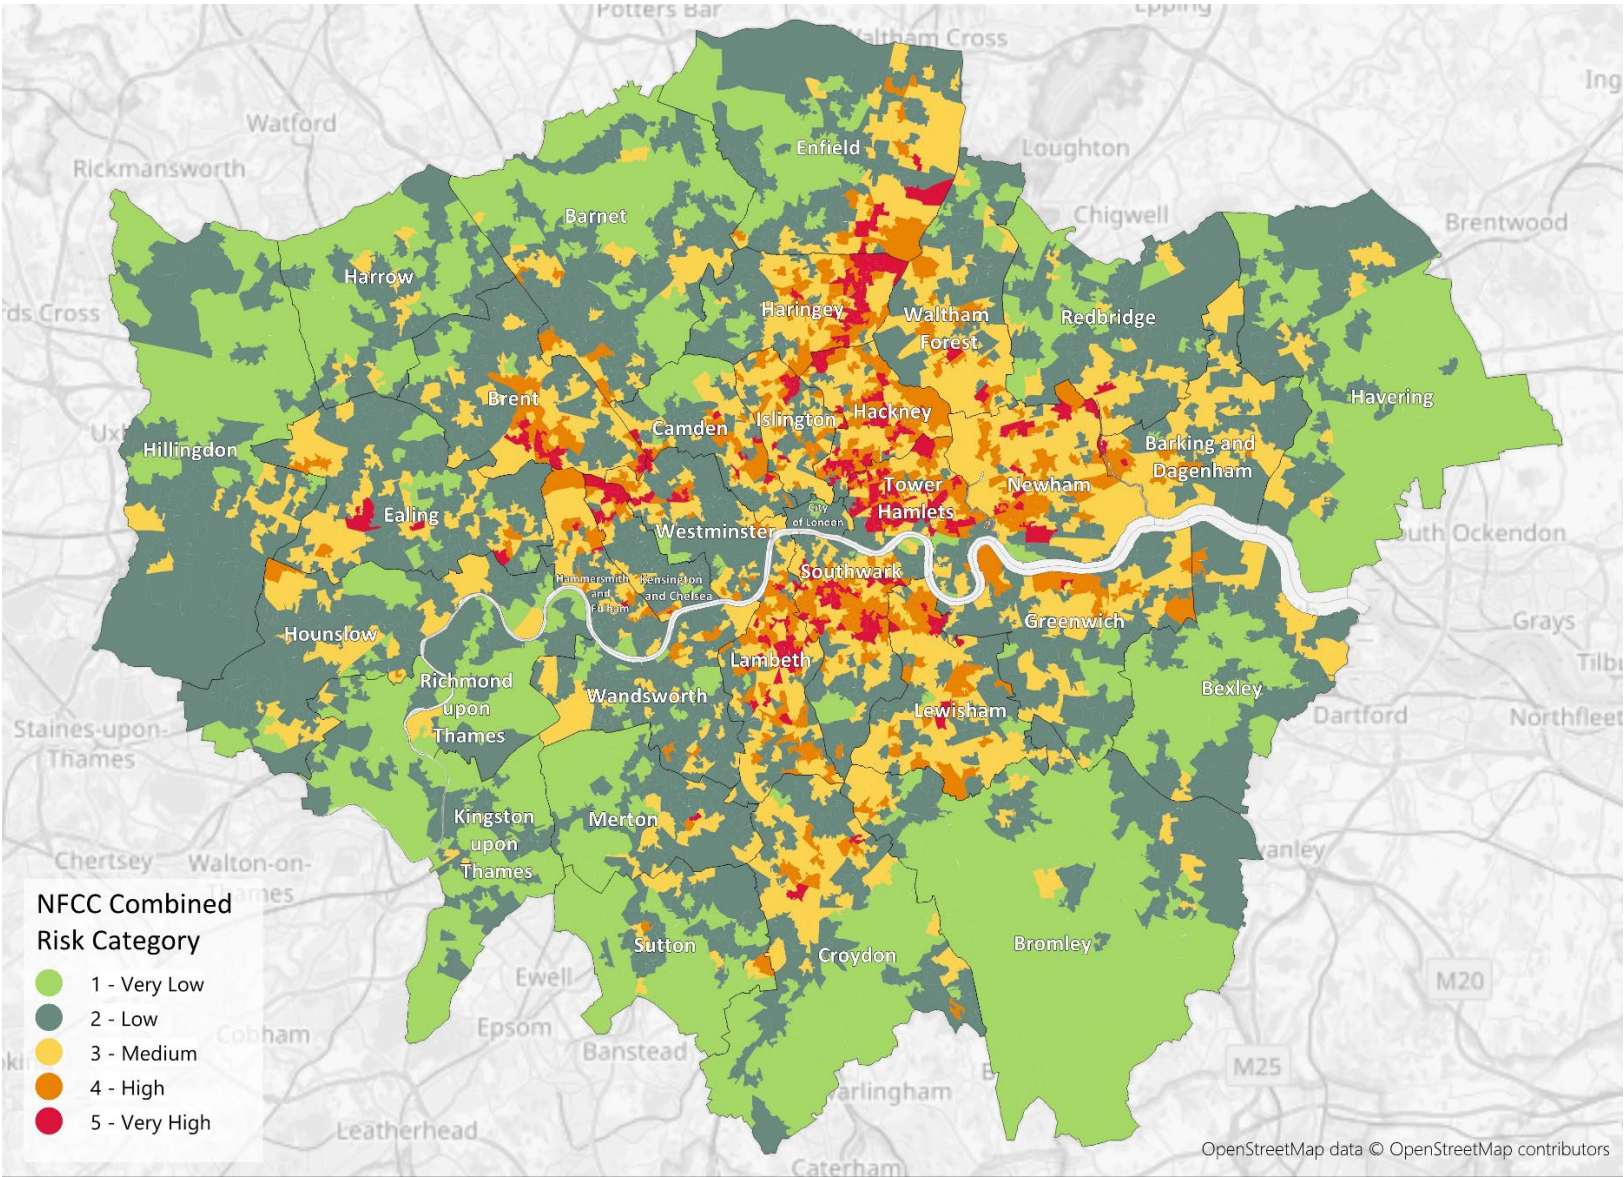 Potters Bar
Epping
Waltham Cross
Watford
Enfield
Loughton
Rickmansworth
Barnet
Chigwell
Brentwood
Harrow
Haringey
Waltham
Forest
Redbridge
Brent
Camden
Islington
Hackney
Havering
Hillingdon
Barking and
Dagenham
Ealing
Tower
Hamlets
Newham
City
of London
Westminster
Hammersmith
and
Fulham
Kensington
and Chelsea
Southwark
Greenwich
Grays
Hounslow
Lambeth
Richmond
upon
Thames
Wandsworth
Bexley
Lewisham
Dartford
Staines-upon-
Thames
Kingston
upon
Thames
Merton
Chertsey
Walton-on-
Thames
Sutton
Croydon
Bromley
Ewell
M20
Epsom
Cobham
Banstead
M25
Leatherhead
Caterham
NFCC Combined
Risk Category
1 - Very Low
2 - Low
3 - Medium
4 - High
5 - Very High
OpenStreetMap data © OpenStreetMap contributors